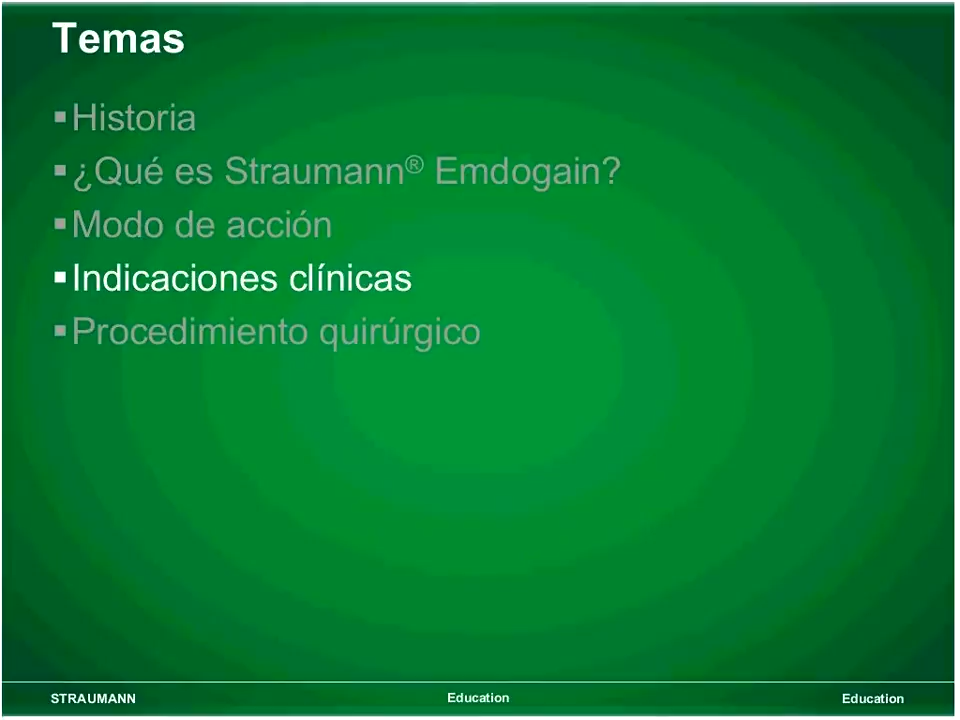 Temas
▪Historia
▪¿Qué es Straumann® Emdogain?
▪Modo de acción
▪Indicaciones clínicas
▪Procedimiento quirúrgico
STRAUMANN Education Education